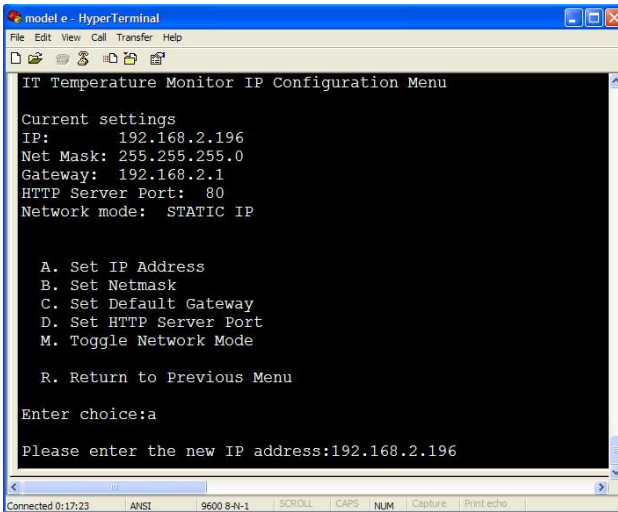 model e - HyperTerminal
File Edit View Call Transfer Help
IT Temperature Monitor IP Configuration Menu
Current settings
IP: 192.168.2.196
Net Mask: 255.255.255.0
Gateway: 192.168.2.1
HTTP Server Port: 80
Network mode: STATIC IP
A. Set IP Address
B. Set Netmask
C. Set Default Gateway
D. Set HTTP Server Port
M. Toggle Network Mode
R. Return to Previous Menu
Enter choice:a
Please enter the new IP address:192.168.2.196
Connected 0:17:23 ANSI 9600 8-N-1 SCROLL CAPS NUM Capture Print echo